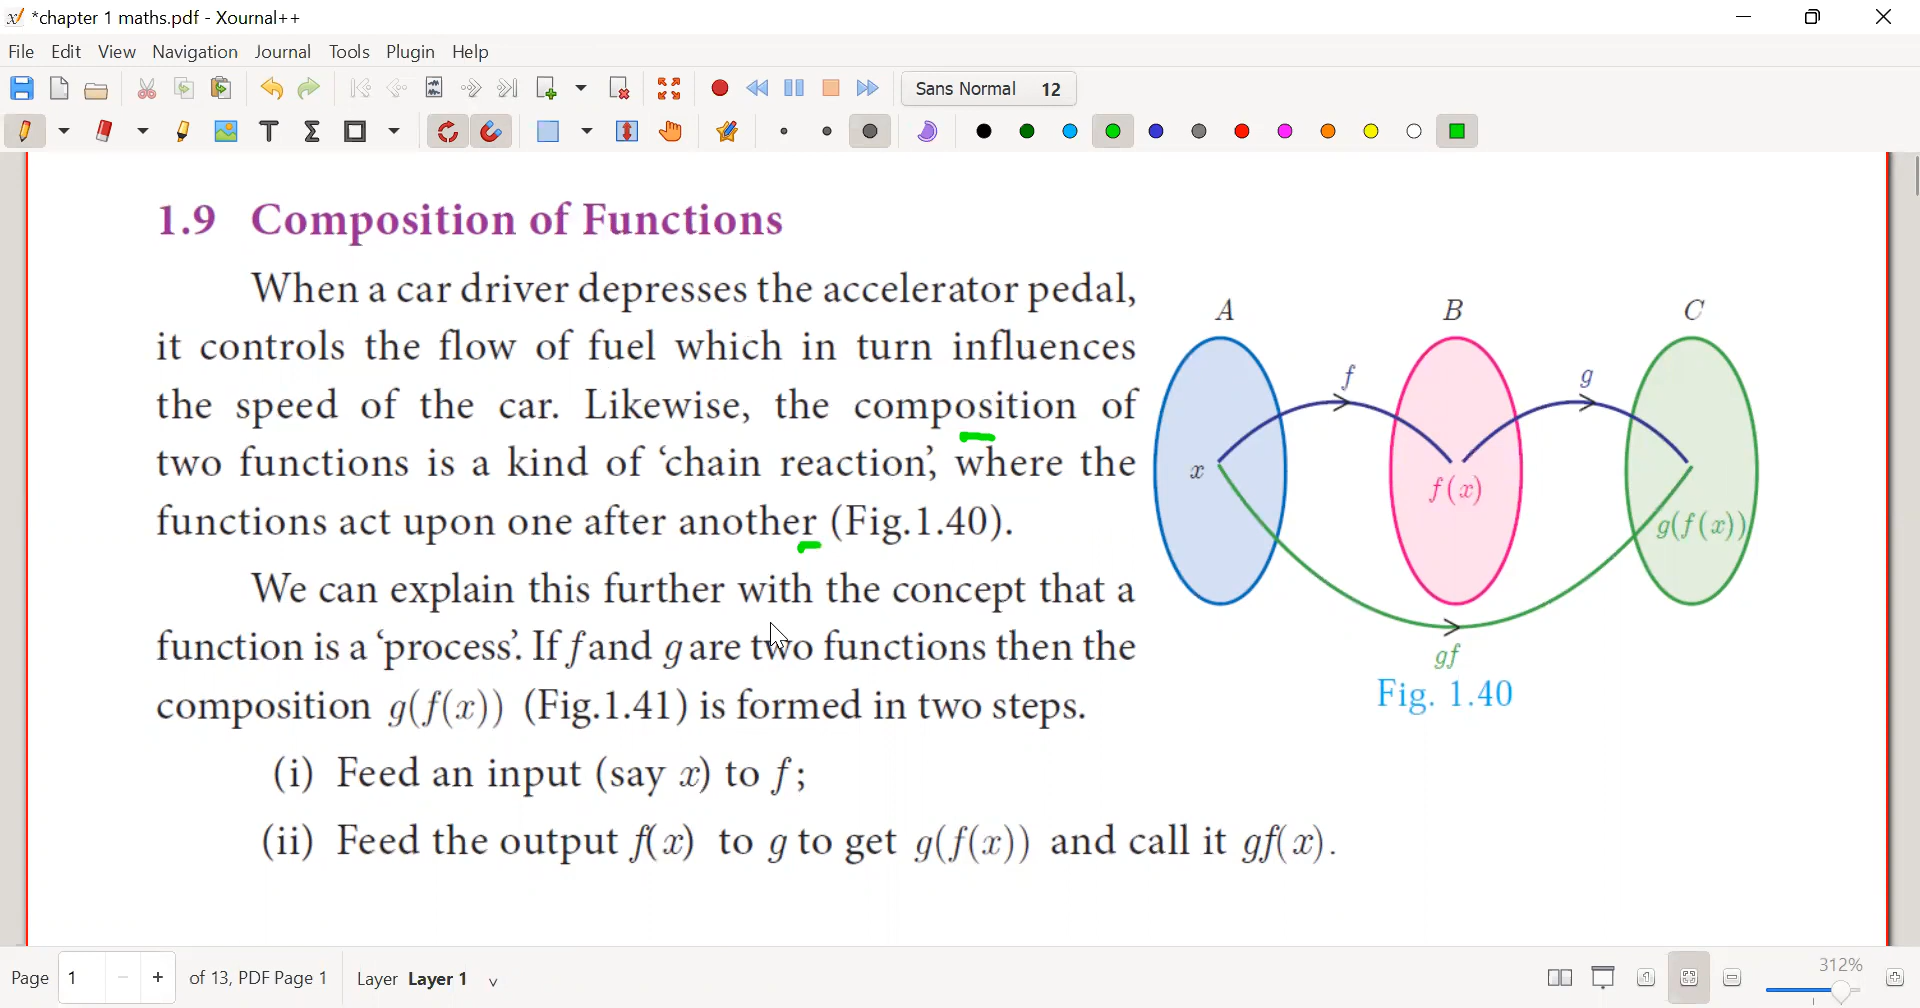 *chapter 1 maths.pdf - Xournal++
File Edit View Navigation Journal Tools Plugin Help
Sans Normal 12
1.9 Composition of Functions
When a car driver depresses the accelerator pedal,
it controls the flow of fuel which in turn influences
the speed of the car. Likewise, the composition of
two functions is a kind of ‘chain reaction’, where the
functions act upon one after another (Fig.1.40).
We can explain this further with the concept that a
function is a ‘process’. If f and g are two functions then the
composition g(f(x)) (Fig.1.41) is formed in two steps.
(i) Feed an input (say x) to f;
(ii) Feed the output f(x) to g to get g(f(x)) and call it gf(x).
A B C
f g
x
f(x)
g(f(x))
gf
Fig. 1.40
Page 1 of 13, PDF Page 1 Layer Layer 1
312%